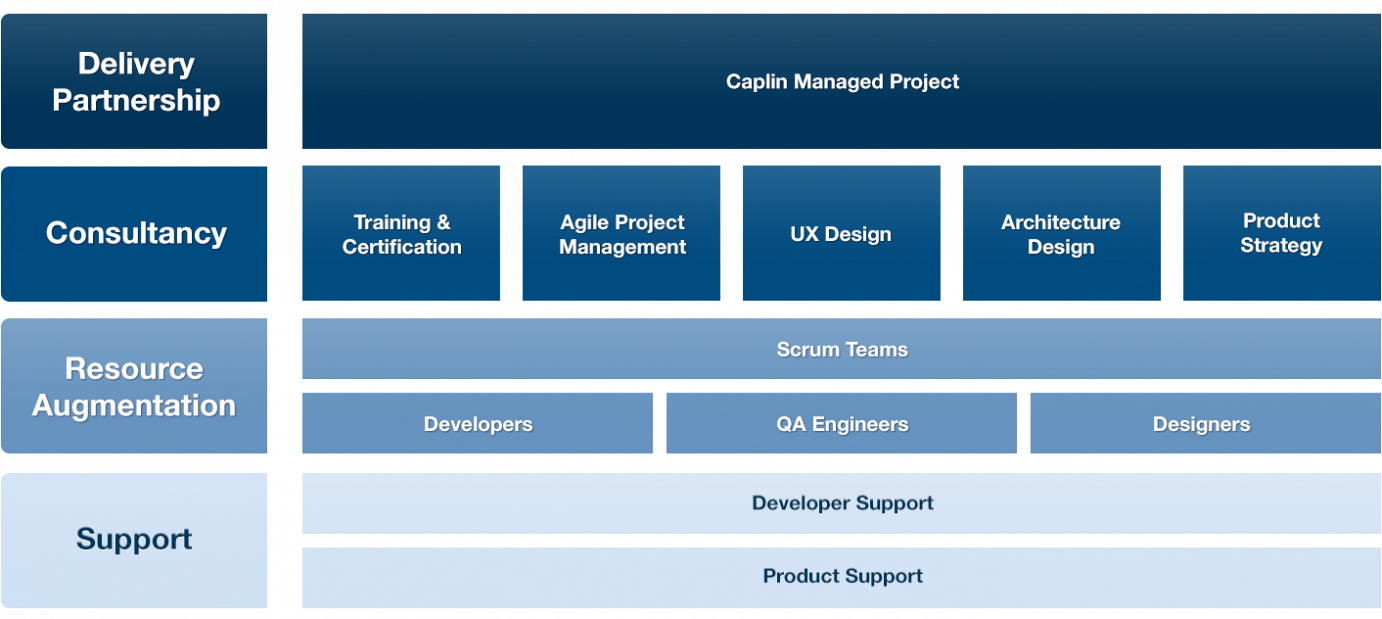 Delivery
Partnership
Caplin Managed Project
Consultancy
Training &
Certification
Agile Project
Management
UX Design
Architecture
Design
Product
Strategy
Resource
Augmentation
Scrum Teams
Developers
QA Engineers
Designers
Support
Developer Support
Product Support